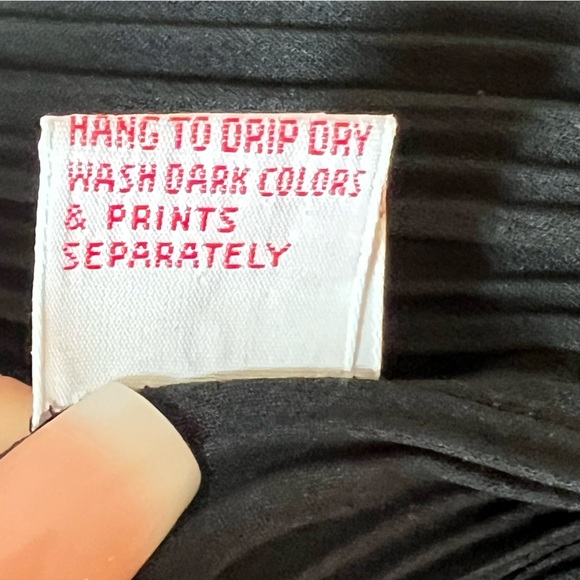 HANG TO DRIP DRY
WASH DARK COLORS
& PRINTS
SEPARATELY